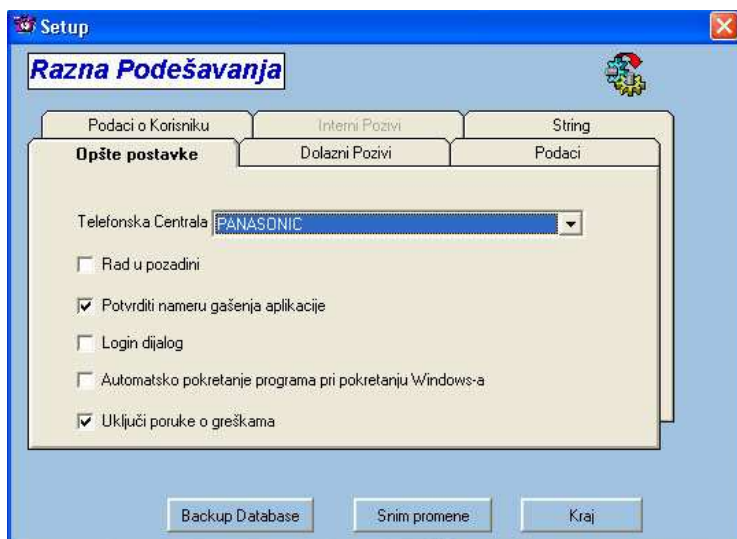 Setup
Razna Podešavanja
Podaci o Korisniku
Interni Pozivi
String
Opšte postavke
Dolazni Pozivi
Podaci
Telefonska Centrala PANASONIC
Rad u pozadini
Potvrditi nameru gašenja aplikacije
Login dijalog
Automatsko pokretanje programa pri pokretanju Windows-a
Uključi poruke o greškama
Backup Database
Snim promene
Kraj